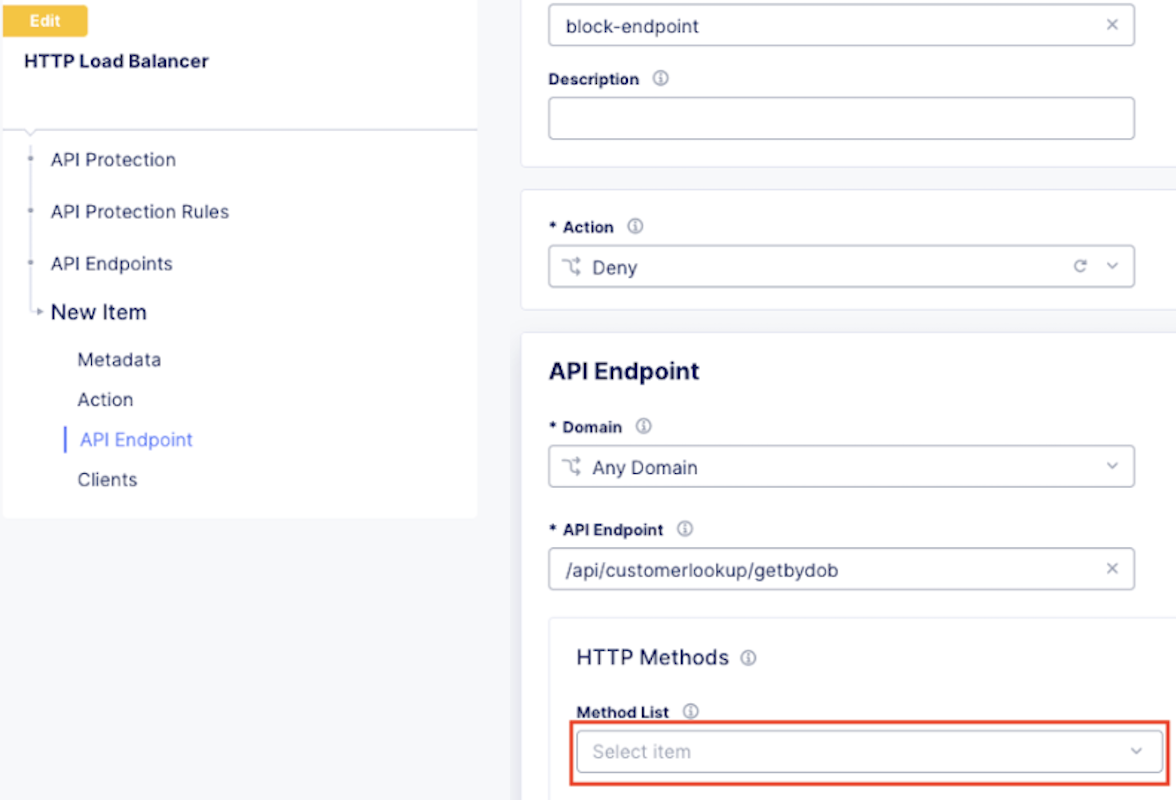 Edit
HTTP Load Balancer
API Protection
API Protection Rules
API Endpoints
New Item
Metadata
Action
API Endpoint
Clients
block-endpoint
Description
* Action
Deny
API Endpoint
* Domain
Any Domain
* API Endpoint
/api/customerlookup/getbydob
HTTP Methods
Method List
Select item